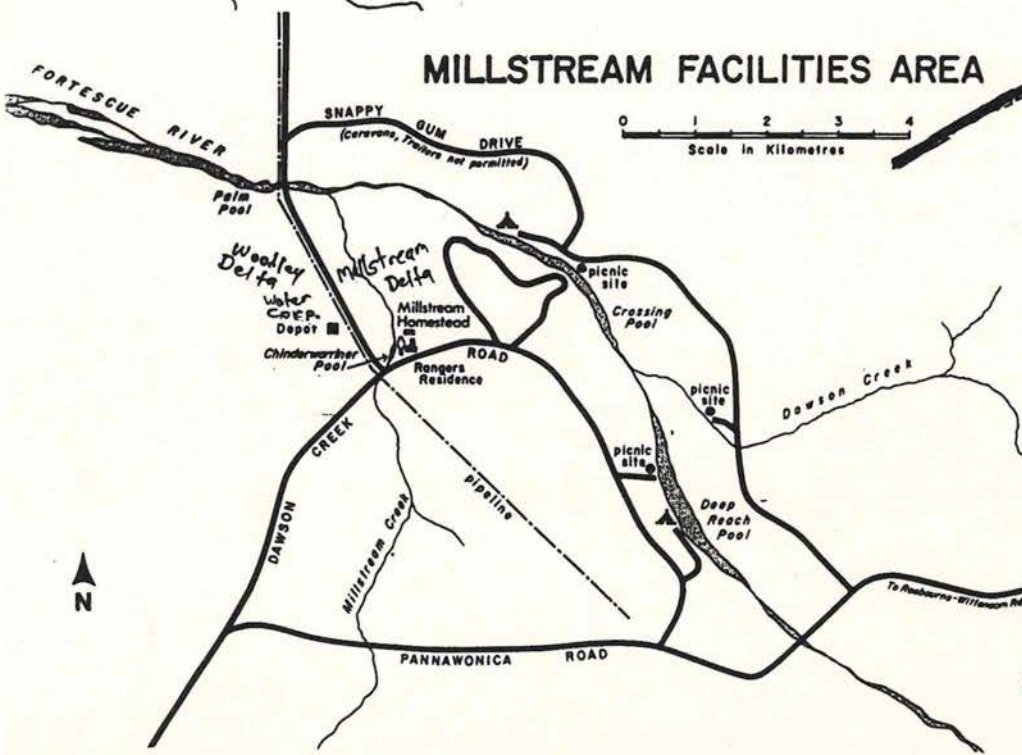 MILLSTREAM FACILITIES AREA
0 1 2 3 4
Scale in Kilometres
FORTESCUE RIVER
SNAPPY GUM DRIVE
(Caravans, Trailers not permitted)
Palm
Pool
Woodley
Delta
Millstream
Delta
picnic
site
Crossing
Pool
Water
Corp.
Depot
Millstream
Homestead
Chinderwarriner
Pool
Rangers
Residence
DAWSON CREEK ROAD
picnic
site
Dawson Creek
picnic
site
pipeline
Deep
Reach
Pool
Millstream Creek
N
To Roebourne-Wittenoom Rd
PANNAWONICA ROAD